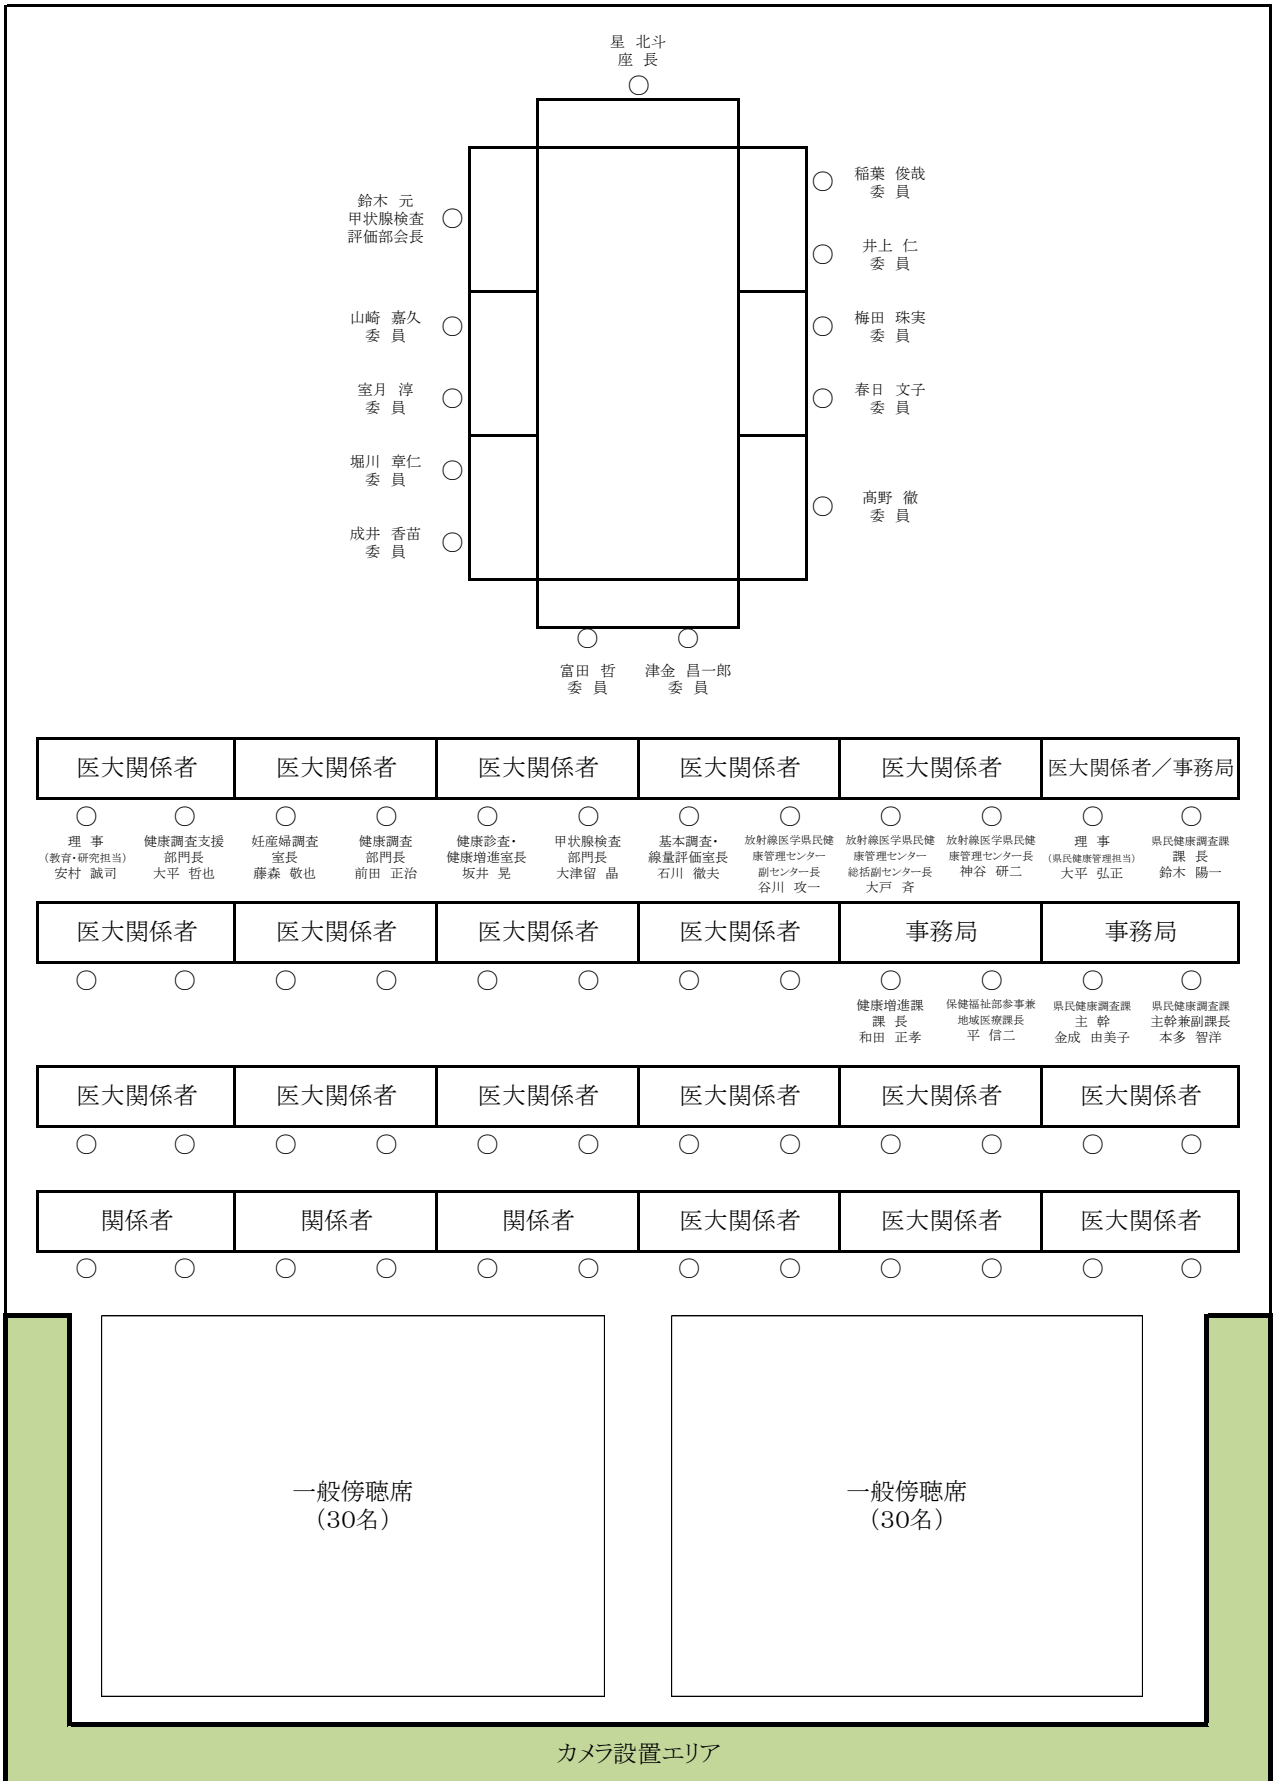 星 北斗
座 長
鈴木 元
甲状腺検査
評価部会長
山崎 嘉久
委 員
室月 淳
委 員
堀川 章仁
委 員
成井 香苗
委 員
稲葉 俊哉
委 員
井上 仁
委 員
梅田 珠実
委 員
春日 文子
委 員
髙野 徹
委 員
富田 哲
委 員
津金 昌一郎
委 員
医大関係者
医大関係者
医大関係者
医大関係者
医大関係者
医大関係者／事務局
理 事
（教育・研究担当）
安村 誠司
健康調査支援
部門長
大平 哲也
妊産婦調査
室長
藤森 敬也
健康調査
部門長
前田 正治
健康診査・
健康増進室長
坂井 晃
甲状腺検査
部門長
大津留 晶
基本調査・
線量評価室長
石川 徹夫
放射線医学県民健
康管理センター
副センター長
谷川 攻一
放射線医学県民健
康管理センター
総括副センター長
大戸 斉
放射線医学県民健
康管理センター長
神谷 研二
理 事
（県民健康管理担当）
大平 弘正
県民健康調査課
課 長
鈴木 陽一
医大関係者
医大関係者
医大関係者
医大関係者
事務局
事務局
健康増進課
課 長
和田 正孝
保健福祉部参事兼
地域医療課長
平 信二
県民健康調査課
主 幹
金成 由美子
県民健康調査課
主幹兼副課長
本多 智洋
医大関係者
医大関係者
医大関係者
医大関係者
医大関係者
医大関係者
関係者
関係者
関係者
医大関係者
医大関係者
医大関係者
一般傍聴席
（30名）
一般傍聴席
（30名）
カメラ設置エリア